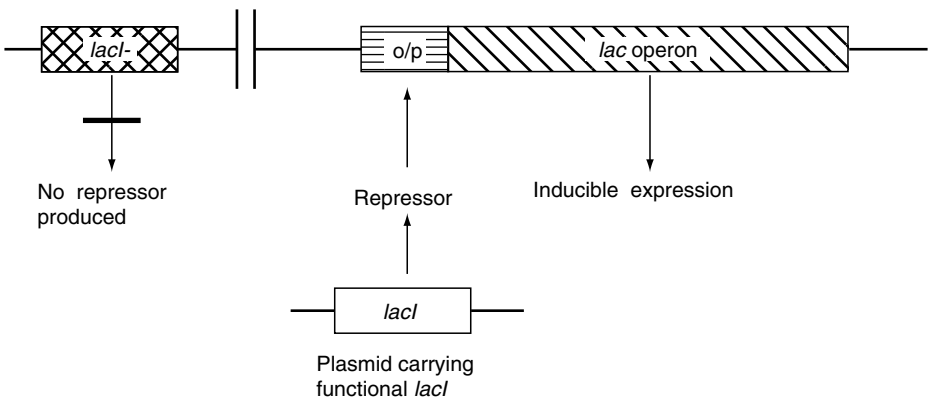 lacI-
o/p
lac operon
No repressor
produced
Repressor
Inducible expression
lacI
Plasmid carrying
functional lacI